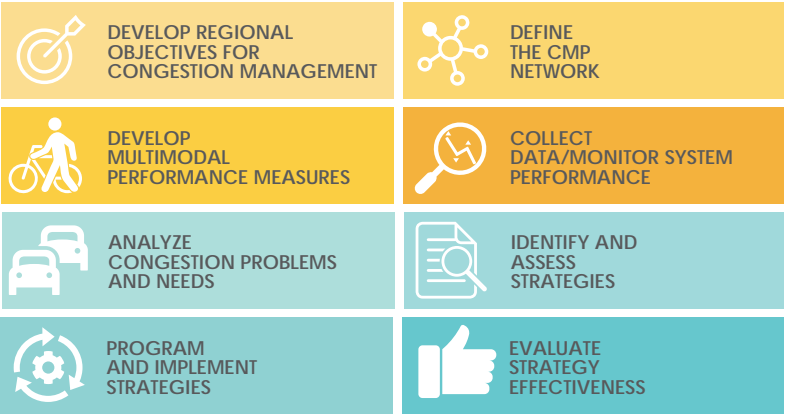 DEVELOP REGIONAL
OBJECTIVES FOR
CONGESTION MANAGEMENT
DEFINE
THE CMP
NETWORK
DEVELOP
MULTIMODAL
PERFORMANCE MEASURES
COLLECT
DATA/MONITOR SYSTEM
PERFORMANCE
ANALYZE
CONGESTION PROBLEMS
AND NEEDS
IDENTIFY AND
ASSESS
STRATEGIES
PROGRAM
AND IMPLEMENT
STRATEGIES
EVALUATE
STRATEGY
EFFECTIVENESS